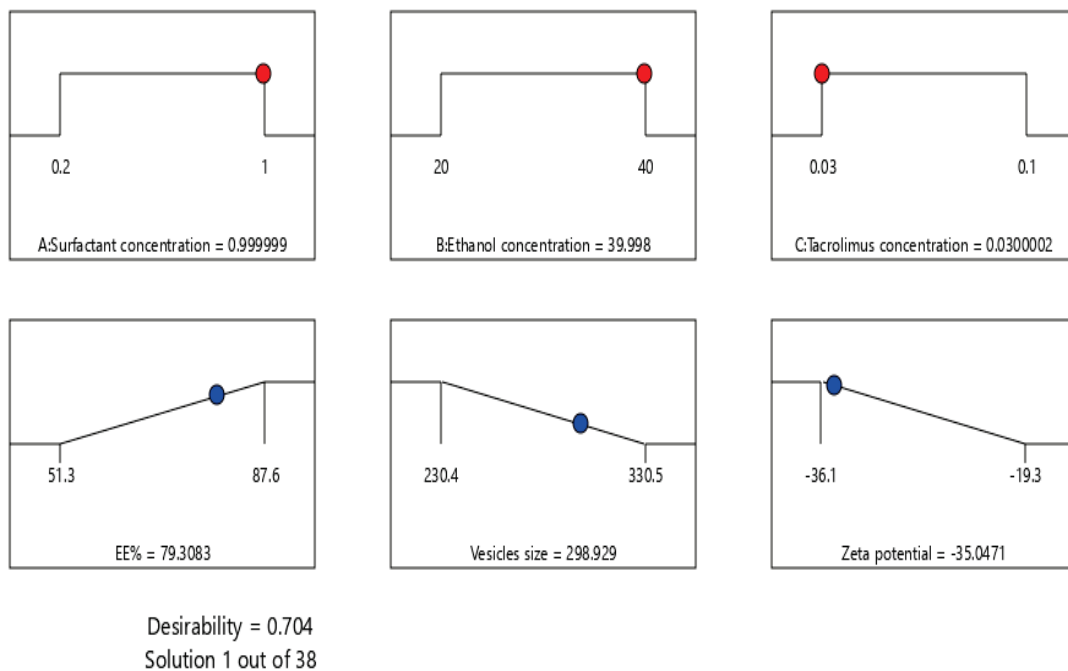 0.2 1
A:Surfactant concentration = 0.999999
20 40
B:Ethanol concentration = 39.998
0.03 0.1
C:Tacrolimus concentration = 0.0300002
51.3 87.6
EE% = 79.3083
230.4 330.5
Vesicles size = 298.929
-36.1 -19.3
Zeta potential = -35.0471
Desirability = 0.704
Solution 1 out of 38